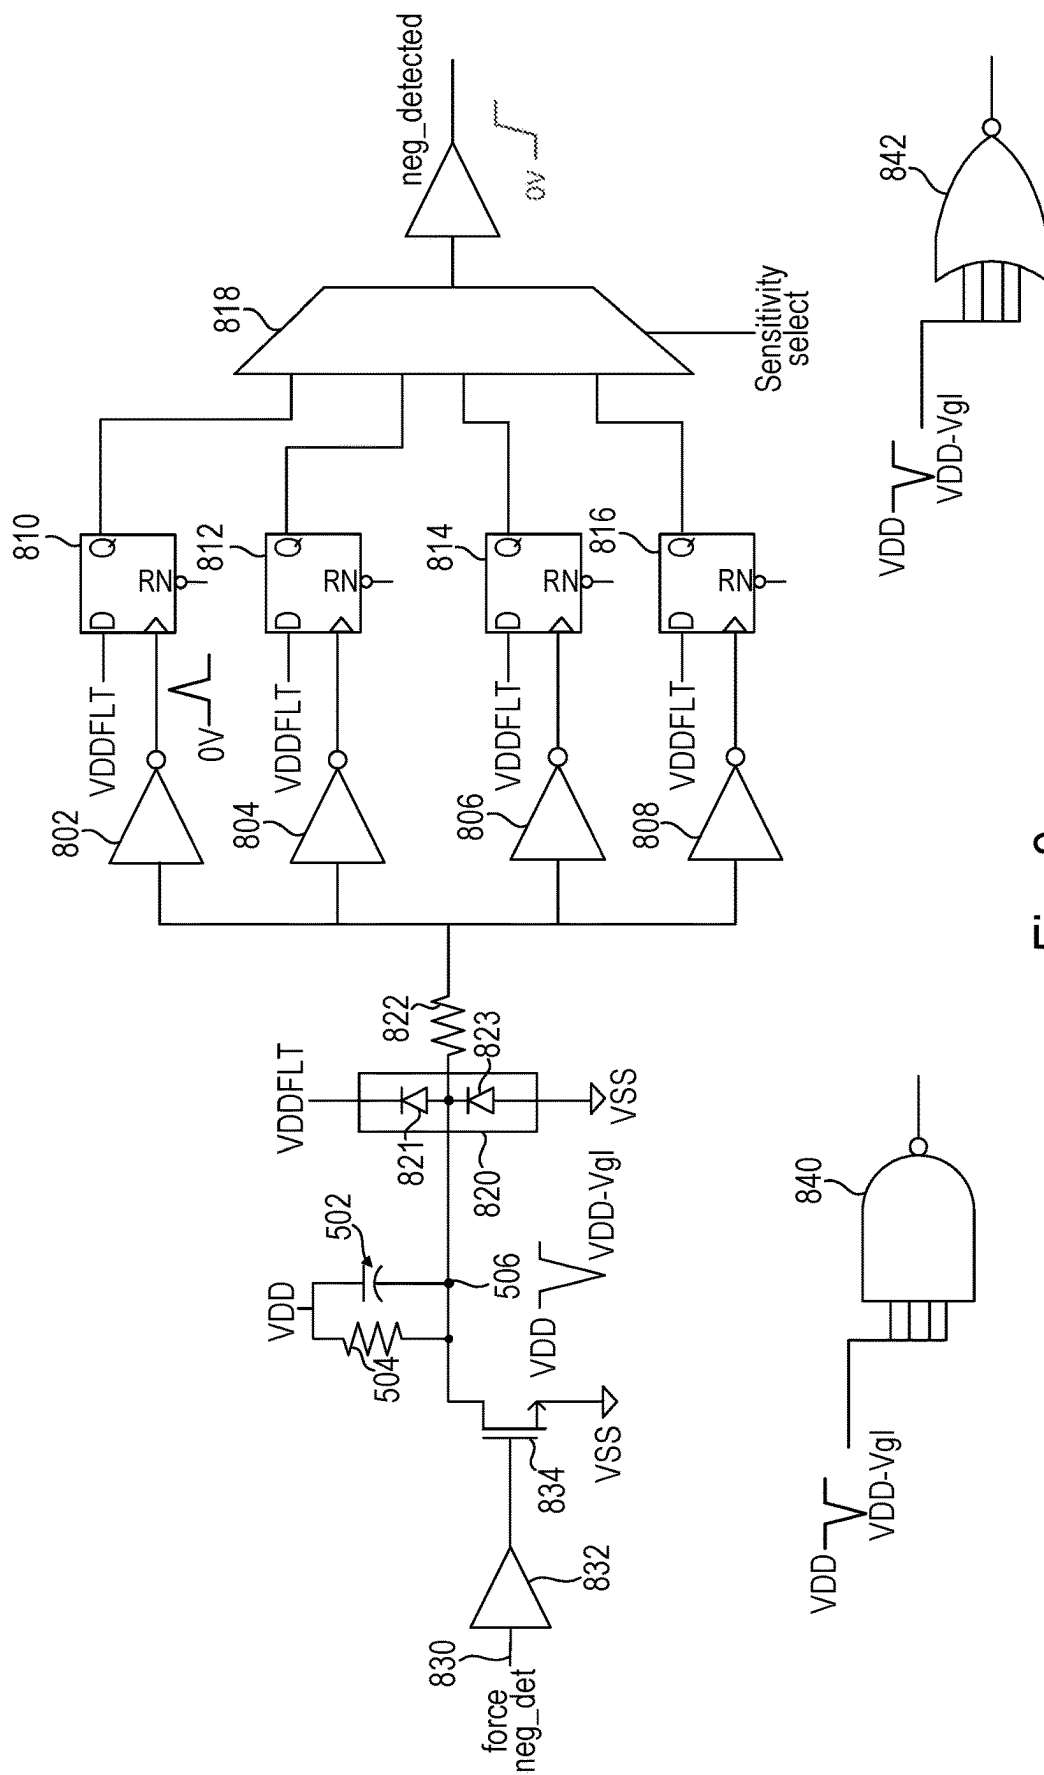 force
neg_det
830
832
834
VSS
VDD
504
502
506
VDD
VDD-Vgl
VDDFLT
821
820
823
822
VSS
802
804
806
808
0V
VDDFLT
VDDFLT
VDDFLT
VDDFLT
D
Q
RN
810
D
Q
RN
812
D
Q
RN
814
D
Q
RN
816
818
Sensitivity
select
neg_detected
0V
VDD
VDD-Vgl
840
VDD
VDD-Vgl
842